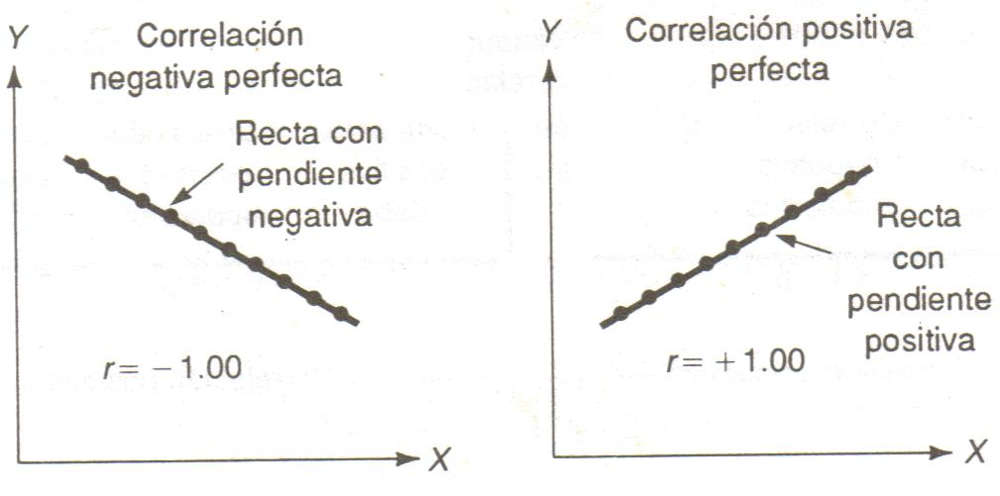 Y
Correlación
negativa perfecta
Recta con
pendiente
negativa
r = − 1.00
X
Y
Correlación positiva
perfecta
Recta
con
pendiente
positiva
r = + 1.00
X